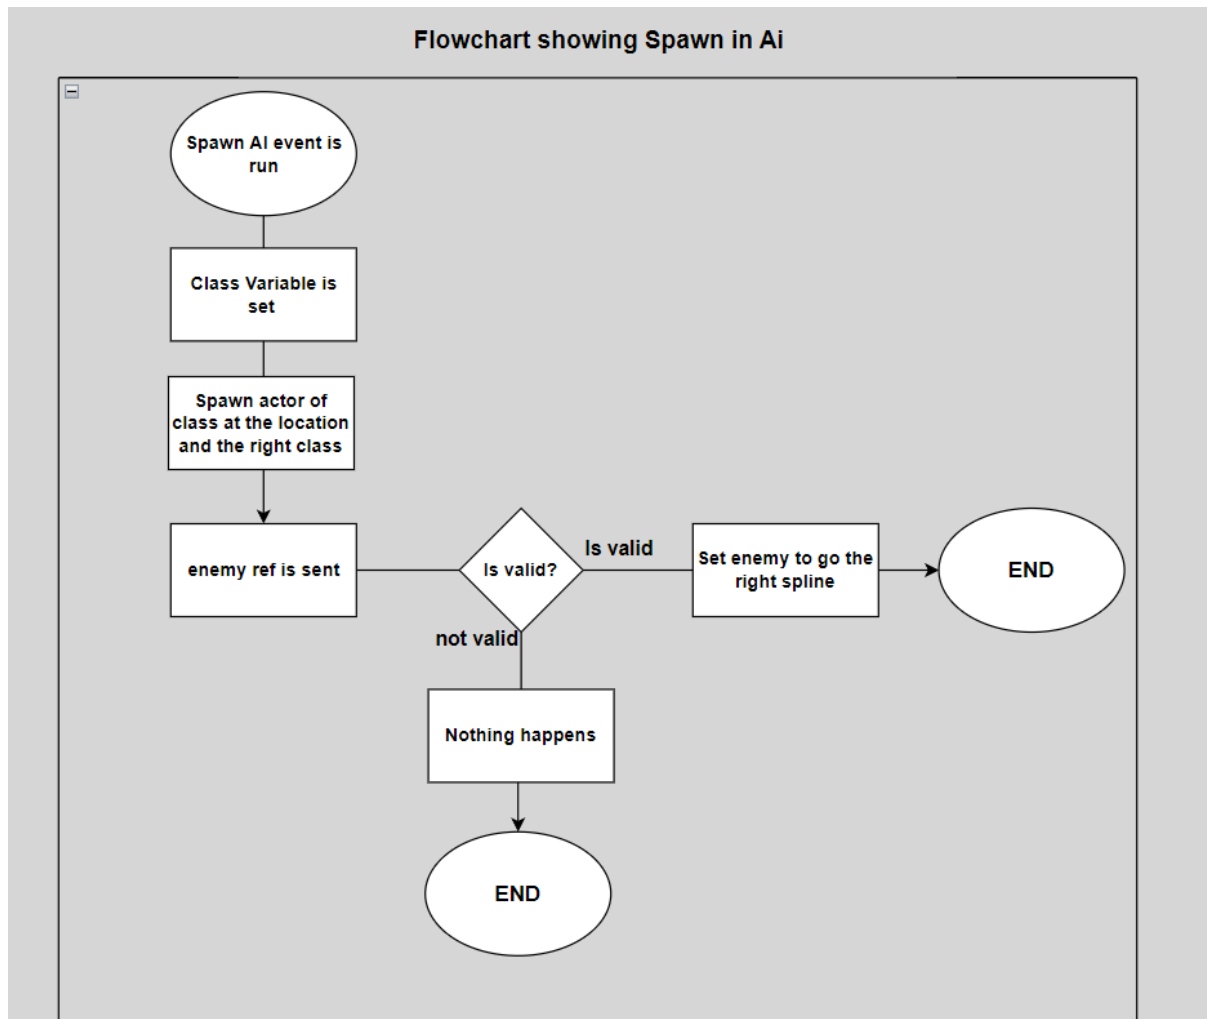 Flowchart showing Spawn in Ai
Spawn AI event is
run
Class Variable is
set
Spawn actor of
class at the location
and the right class
enemy ref is sent
Is valid?
Is valid
Set enemy to go the
right spline
END
not valid
Nothing happens
END